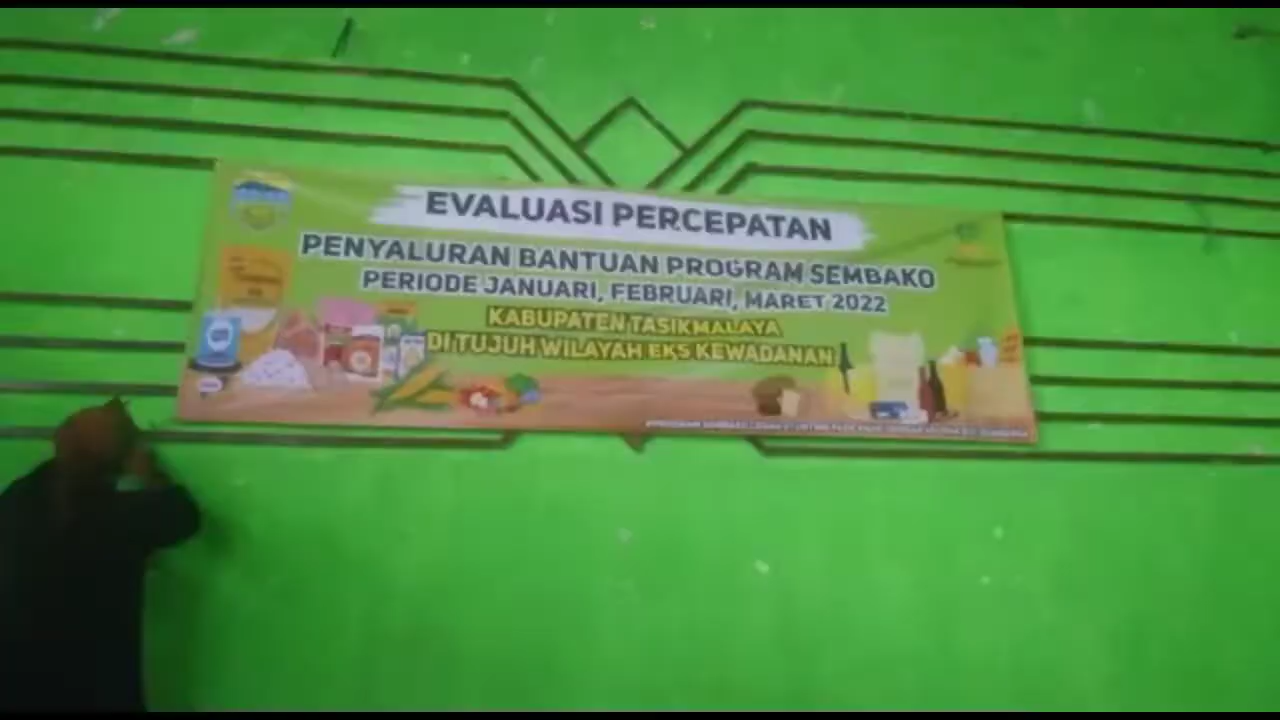 EVALUASI PERCEPATAN
PENYALURAN BANTUAN PROGRAM SEMBAKO
PERIODE JANUARI, FEBRUARI, MARET 2022
KABUPATEN TASIKMALAYA
DI TUJUH WILAYAH EKS KEWADANAN